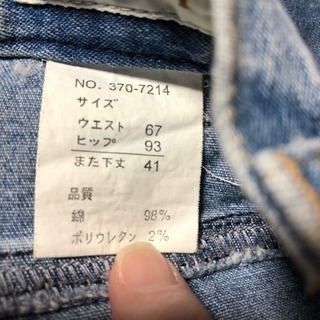 NO. 370-7214
サイズ
ウエスト 67
ヒップ 93
また下丈 41
品質
綿 98%
ポリウレタン 2%